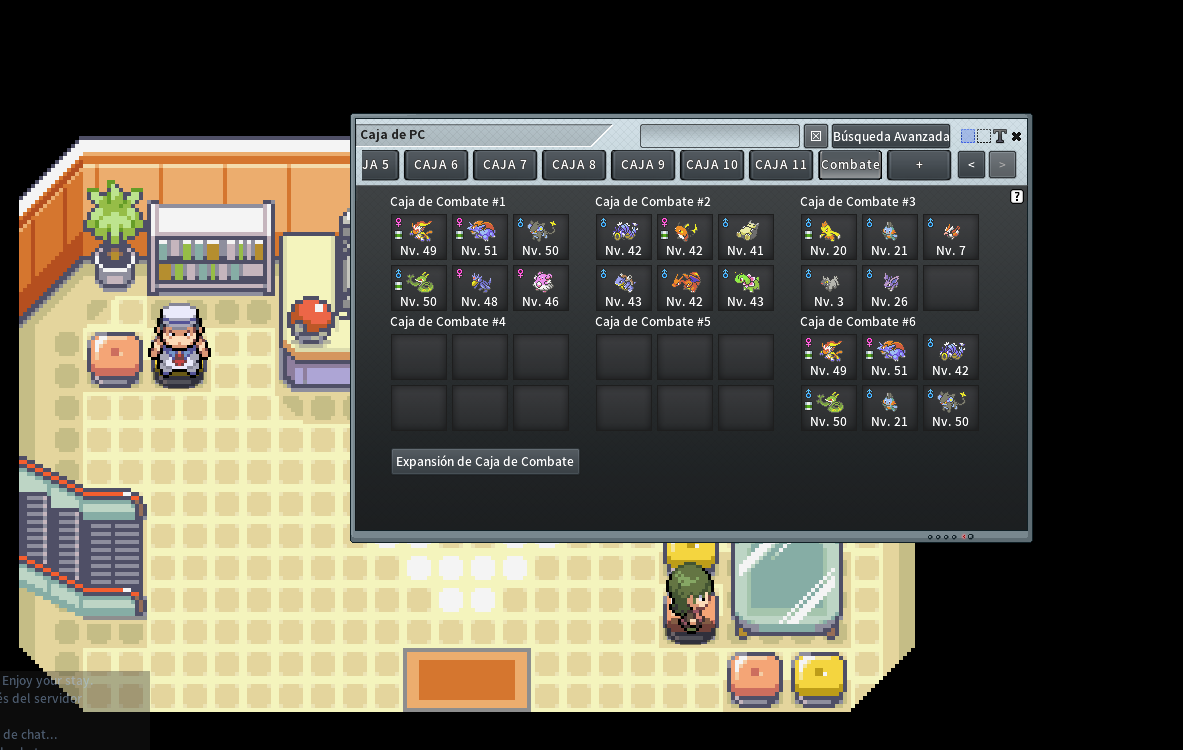 Caja de PC
Búsqueda Avanzada
T
JA 5 CAJA 6 CAJA 7 CAJA 8 CAJA 9 CAJA 10 CAJA 11 Combate + < >
?
Caja de Combate #1 Caja de Combate #2 Caja de Combate #3
Nv. 49 Nv. 51 Nv. 50 Nv. 42 Nv. 42 Nv. 41 Nv. 20 Nv. 21 Nv. 7
Nv. 50 Nv. 48 Nv. 46 Nv. 43 Nv. 42 Nv. 43 Nv. 3 Nv. 26
Caja de Combate #4 Caja de Combate #5 Caja de Combate #6
Nv. 49 Nv. 51 Nv. 42
Nv. 50 Nv. 21 Nv. 50
Expansión de Caja de Combate
Enjoy your stay
és del servidor
de chat...